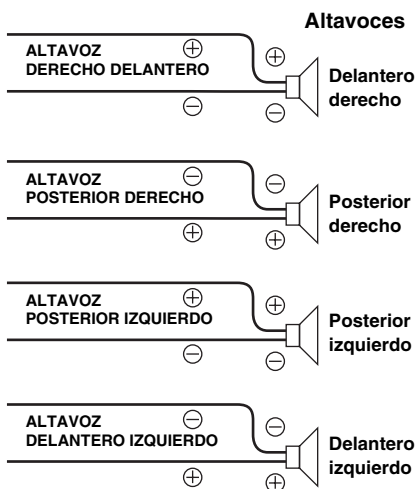 Altavoces
ALTAVOZ
DERECHO DELANTERO
⊕
⊖
⊕
⊖
Delantero
derecho
ALTAVOZ
POSTERIOR DERECHO
⊖
⊕
⊖
⊕
Posterior
derecho
ALTAVOZ
POSTERIOR IZQUIERDO
⊕
⊖
⊕
⊖
Posterior
izquierdo
ALTAVOZ
DELANTERO IZQUIERDO
⊖
⊕
⊖
⊕
Delantero
izquierdo